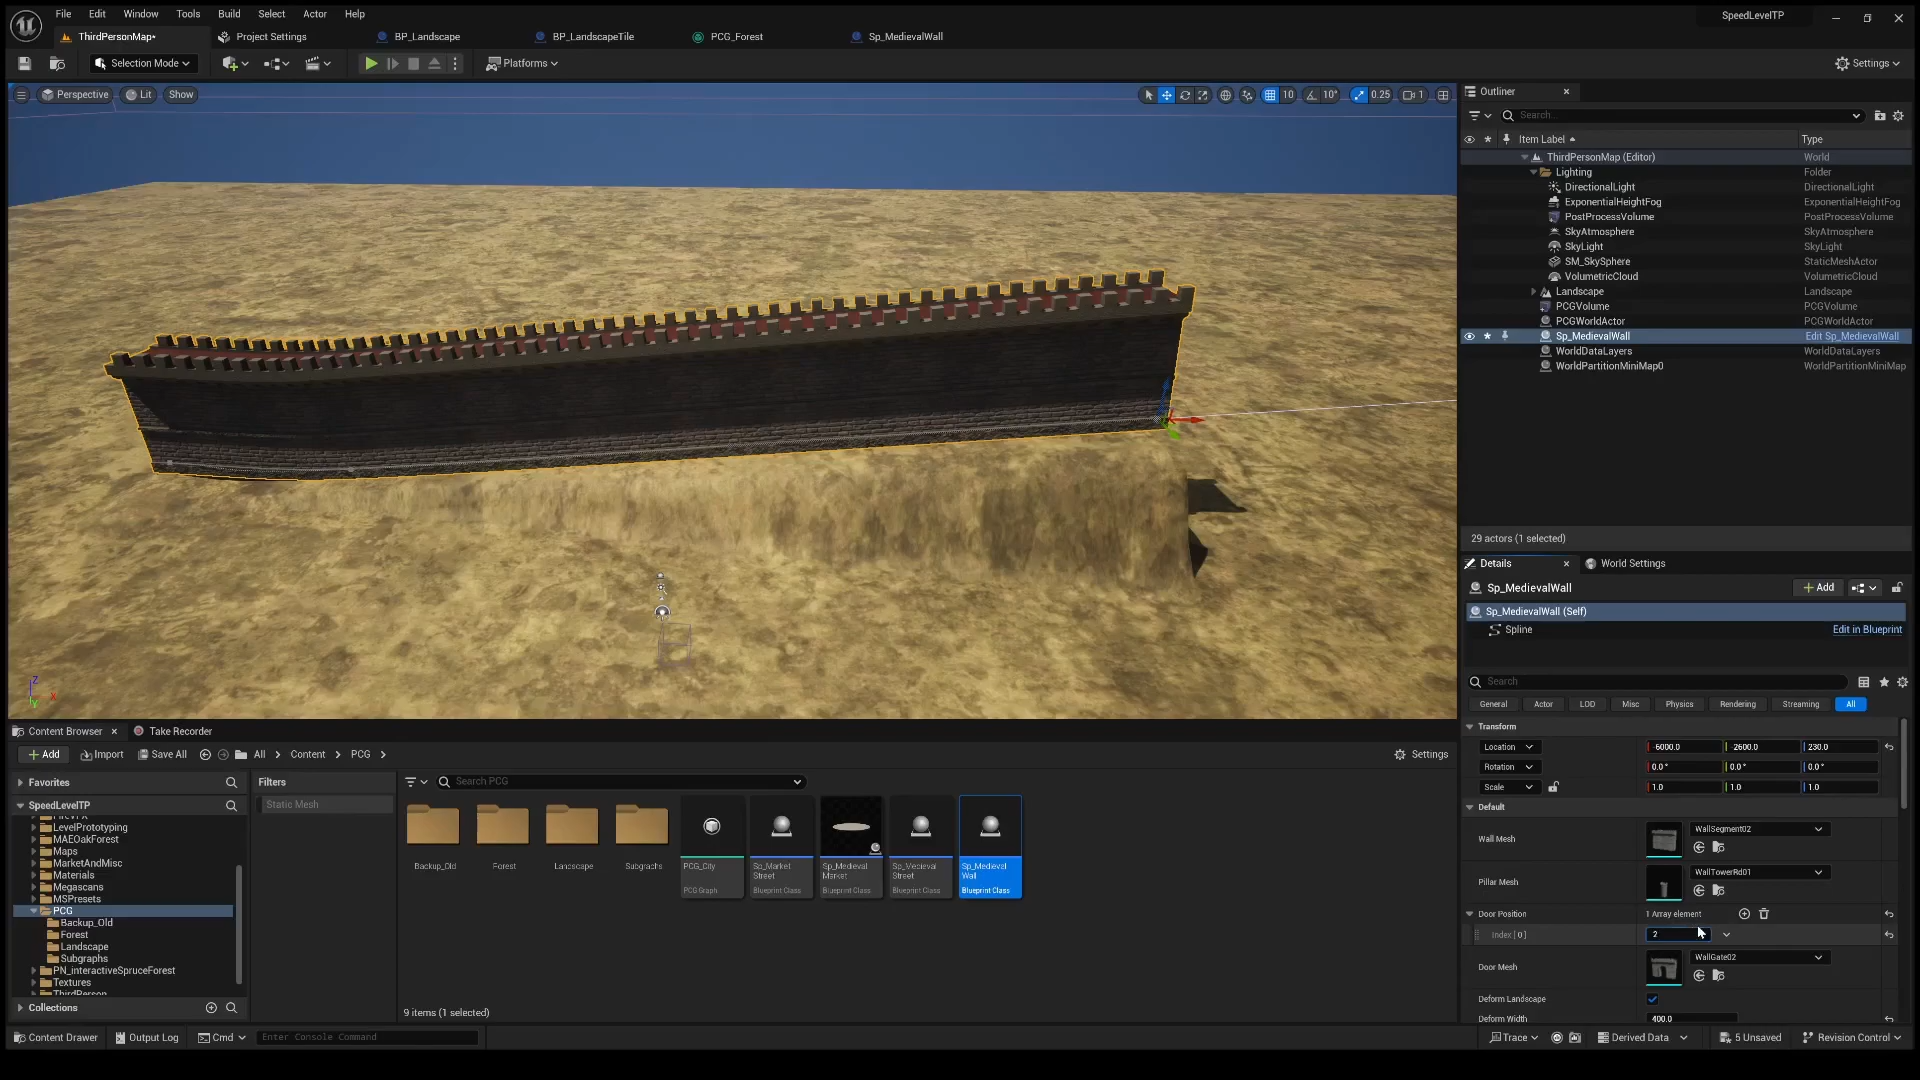 File Edit Window Tools Build Select Actor Help
SpeedLevelTP
ThirdPersonMap•
Project Settings
BP_Landscape
BP_LandscapeTile
PCG_Forest
Sp_MedievalWall
Selection Mode
Platforms
Settings
Perspective
Lit
Show
10
10°
0.25
1
Outliner
Search...
Item Label
Type
ThirdPersonMap (Editor) World
Lighting Folder
DirectionalLight DirectionalLight
ExponentialHeightFog ExponentialHeightFog
PostProcessVolume PostProcessVolume
SkyAtmosphere SkyAtmosphere
SkyLight SkyLight
SM_SkySphere StaticMeshActor
VolumetricCloud VolumetricCloud
Landscape Landscape
PCGVolume PCGVolume
PCGWorldActor PCGWorldActor
Sp_MedievalWall Edit Sp_MedievalWall
WorldDataLayers WorldDataLayers
WorldPartitionMiniMap0 WorldPartitionMiniMap
29 actors (1 selected)
Details
World Settings
Sp_MedievalWall
Add
Sp_MedievalWall (Self)
Spline
Edit in Blueprint
Search
General Actor LOD Misc Physics Rendering Streaming All
Transform
Location -6000.0 -2600.0 230.0
Rotation 0.0 ° 0.0 ° 0.0 °
Scale 1.0 1.0 1.0
Default
Wall Mesh WallSegment02
Pillar Mesh WallTowerRd01
Door Position 1 Array element
Index [ 0 ] 2
Door Mesh WallGate02
Deform Landscape
Deform Width 400.0
Z
X
Y
Content Browser
Take Recorder
Add
Import
Save All
All
Content
PCG
Settings
Favorites
SpeedLevelTP
LevelPrototyping
MAEOakForest
Maps
MarketAndMisc
Materials
Megascans
MSPresets
PCG
Backup_Old
Forest
Landscape
Subgraphs
PN_interactiveSpruceForest
Textures
ThirdPerson
Collections
Filters
Static Mesh
Search PCG
Backup_Old
Forest
Landscape
Subgraphs
PCG_City
PCG Graph
Sp_Market Street
Blueprint Class
Sp_Medieval Market
Blueprint Class
Sp_Medieval Street
Blueprint Class
Sp_Medieval Wall
Blueprint Class
9 items (1 selected)
Content Drawer
Output Log
Cmd
Enter Console Command
Trace
Derived Data
5 Unsaved
Revision Control